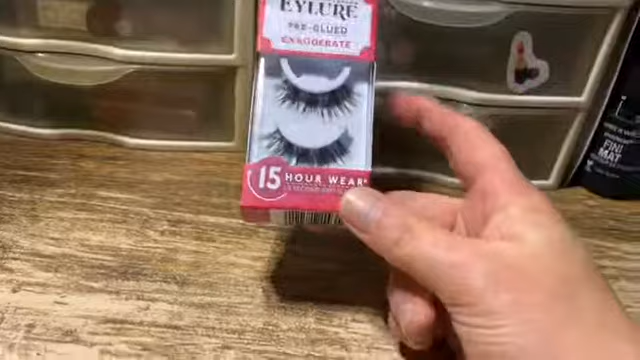 EYLURE
PRE-GLUED
EXAGGERATE
15 HOUR WEAR
FINI
MAT